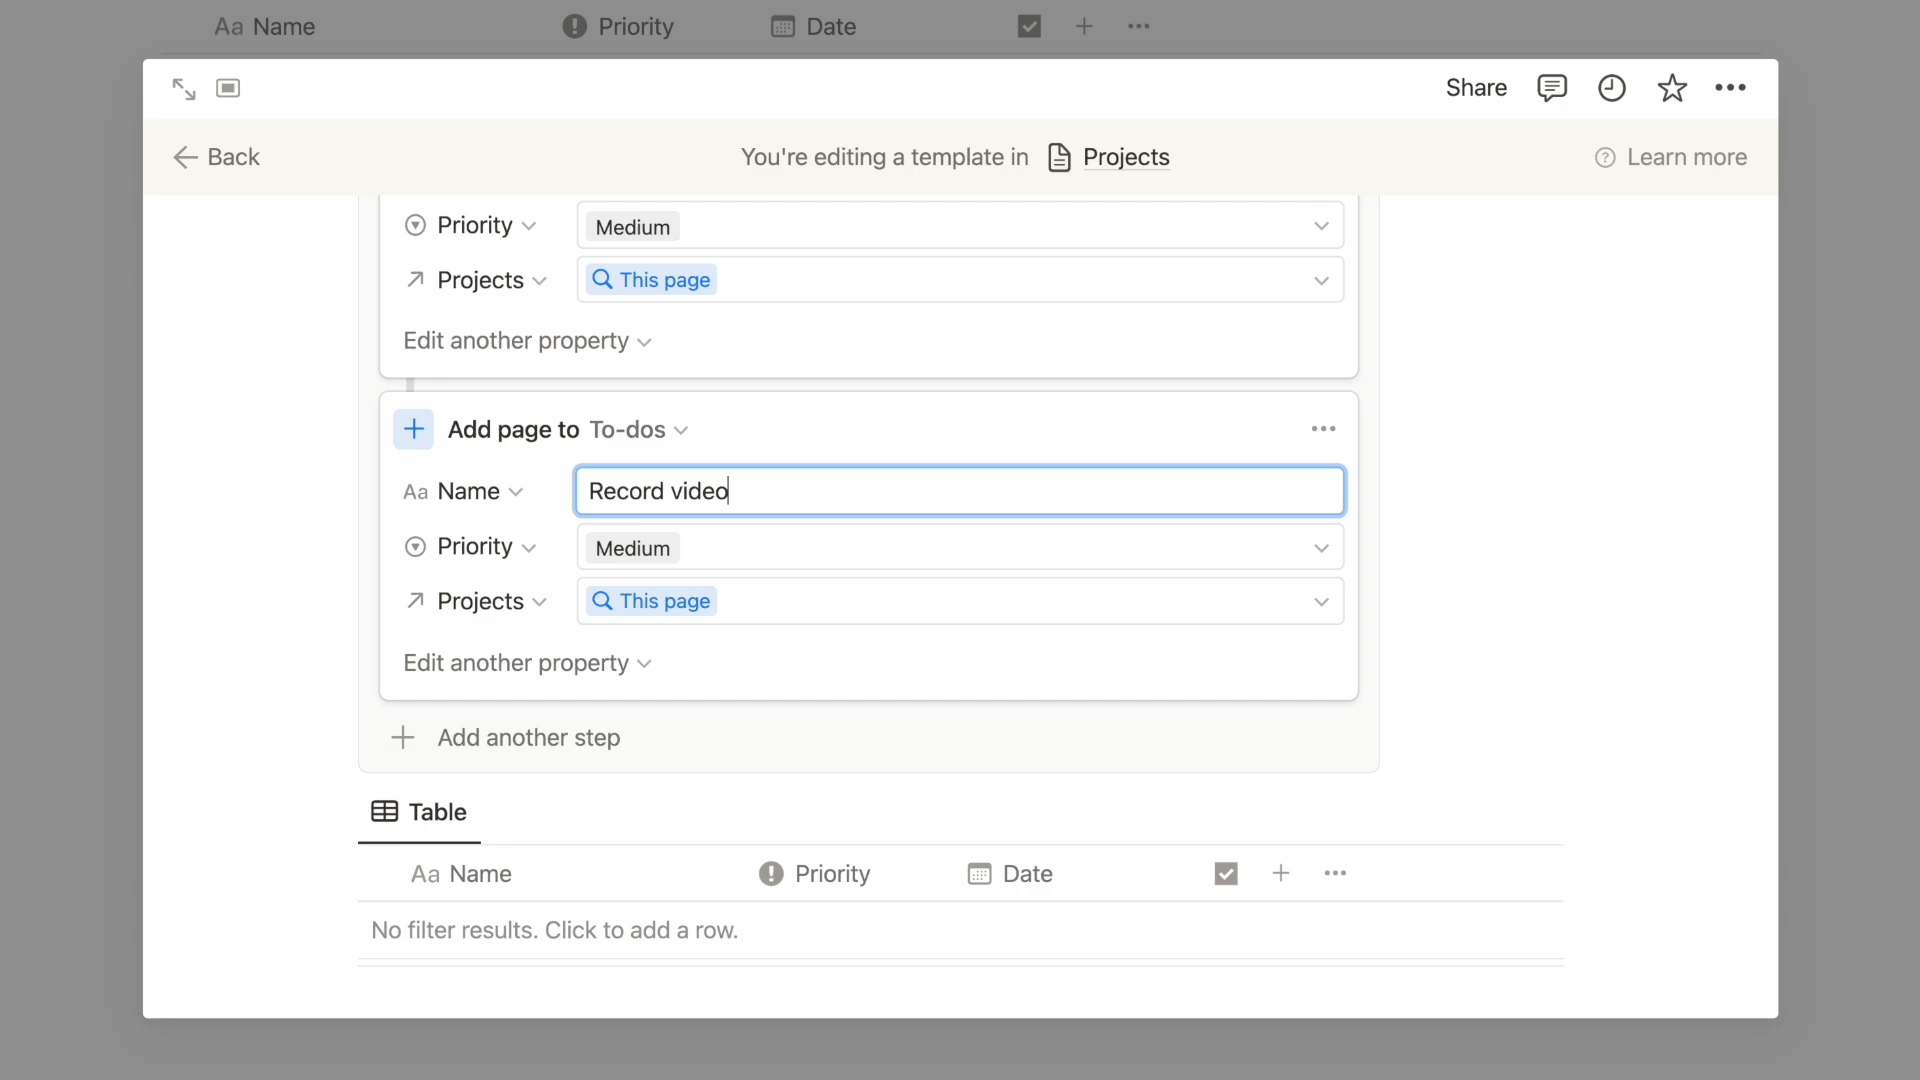 Aa Name Priority Date
Share
Back You're editing a template in Projects Learn more
Priority Medium
Projects This page
Edit another property
Add page to To-dos
Aa Name Record video
Priority Medium
Projects This page
Edit another property
Add another step
Table
Aa Name Priority Date
No filter results. Click to add a row.